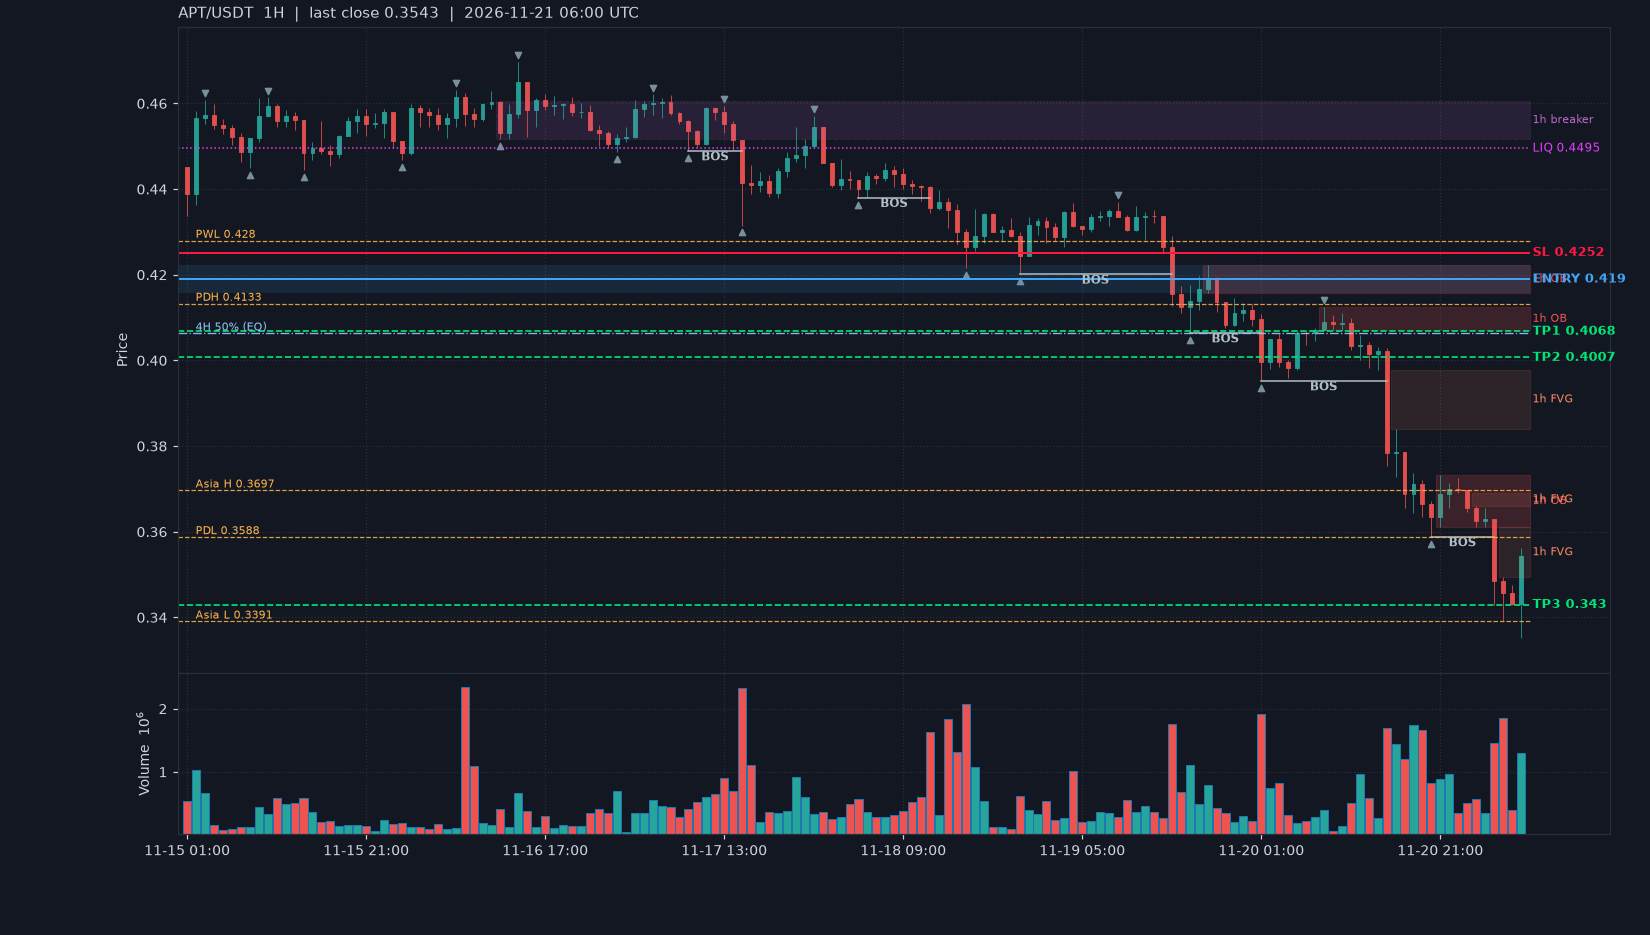 APT/USDT 1H | last close 0.3543 | 2026-11-21 06:00 UTC
0.46
1h breaker
LIQ 0.4495
BOS
0.44
BOS
PWL 0.428
SL 0.4252
0.42
BOS
ENTRY 0.419
PDH 0.4133
1h OB
4H 50% (EQ)
TP1 0.4068
BOS
Price
0.40
TP2 0.4007
BOS
1h FVG
0.38
Asia H 0.3697
1h FVG
1h OB
PDL 0.3588
0.36
BOS
1h FVG
TP3 0.343
Asia L 0.3391
0.34
Volume 10⁶
2
1
11-15 01:00
11-15 21:00
11-16 17:00
11-17 13:00
11-18 09:00
11-19 05:00
11-20 01:00
11-20 21:00